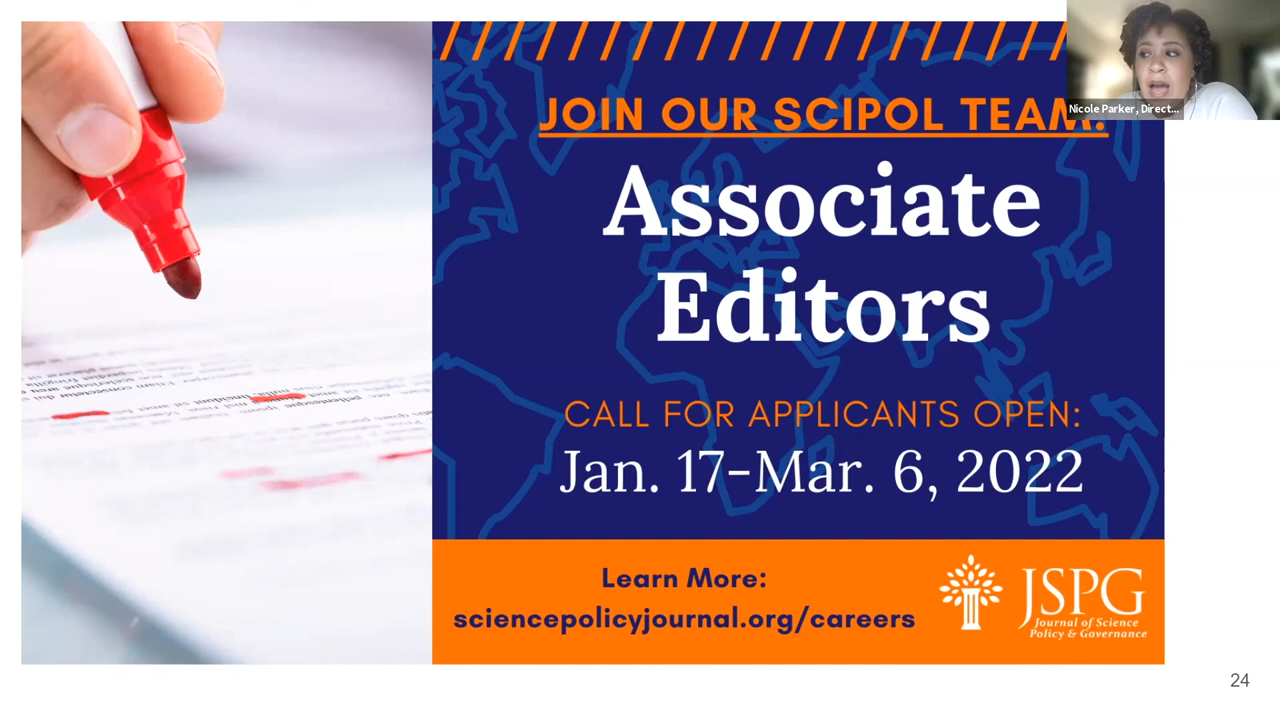 JOIN OUR SCIPOL TEAM:
Nicole Parker, Direct...
Associate
Editors
CALL FOR APPLICANTS OPEN:
Jan. 17-Mar. 6, 2022
Learn More:
sciencepolicyjournal.org/careers
JSPG
Journal of Science
Policy & Governance
24